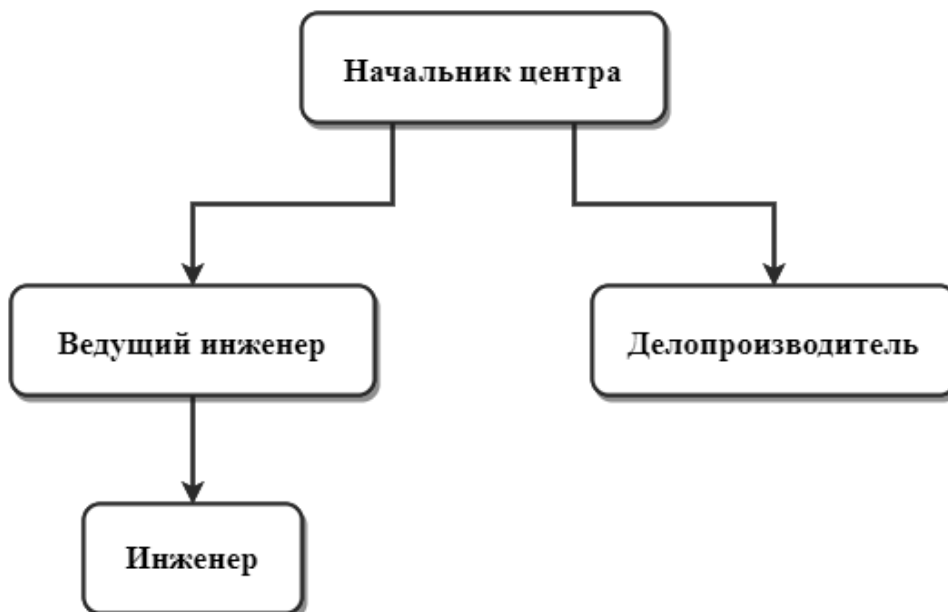 Начальник центра
Ведущий инженер
Делопроизводитель
Инженер